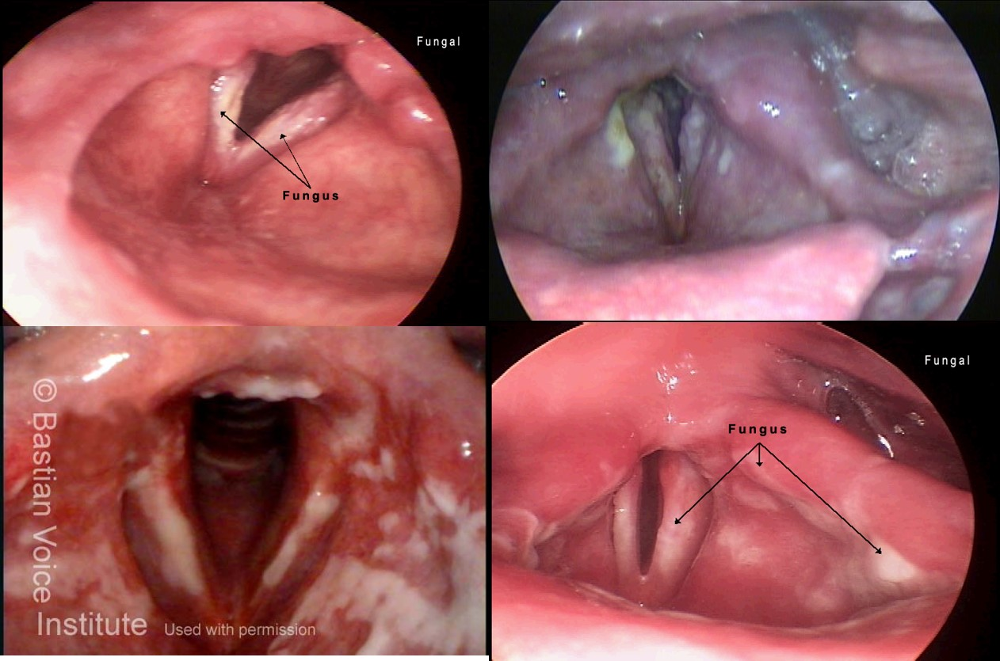 Fungal
Fungus
Fungal
Fungus
© Bastian Voice
Institute Used with permission